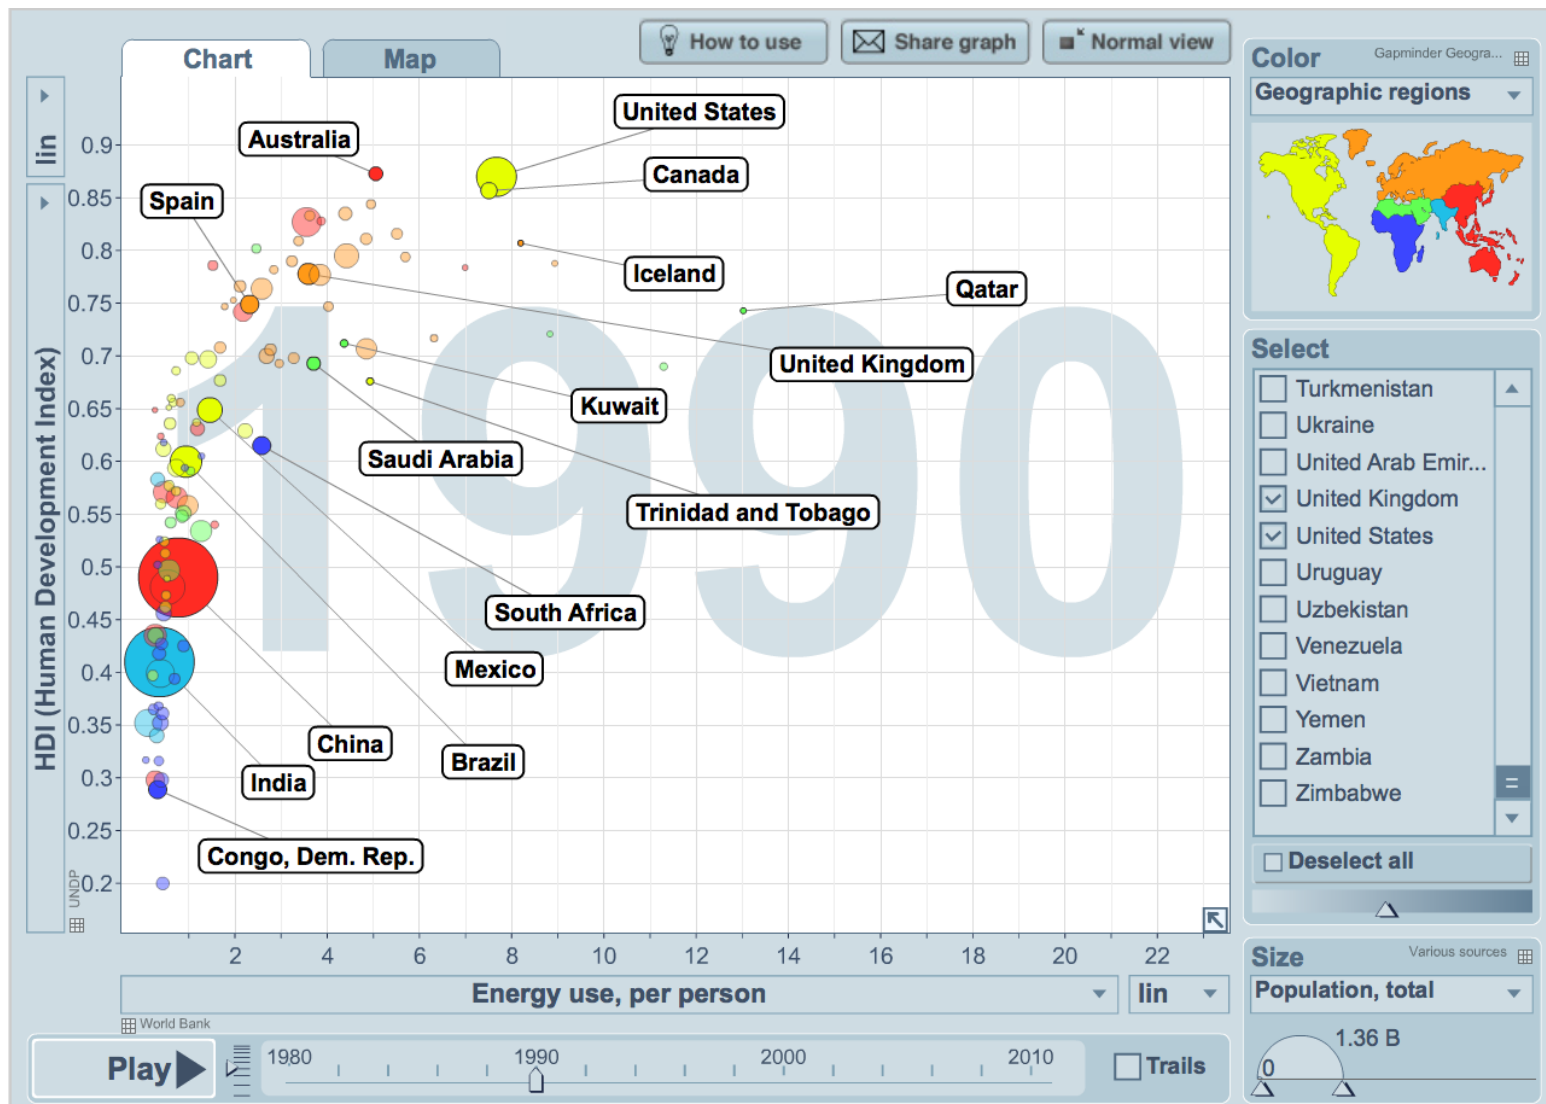 How to use
Share graph
Normal view
Chart
Map
Color
Gapminder Geogra...
Geographic regions
lin
HDI (Human Development Index)
UNDP
0.9
0.85
0.8
0.75
0.7
0.65
0.6
0.55
0.5
0.45
0.4
0.35
0.3
0.25
0.2
1990
United States
Australia
Canada
Spain
Iceland
Qatar
United Kingdom
Kuwait
Saudi Arabia
Trinidad and Tobago
South Africa
Mexico
China
Brazil
India
Congo, Dem. Rep.
2 4 6 8 10 12 14 16 18 20 22
Energy use, per person
lin
World Bank
Play
1980 1990 2000 2010
Trails
Select
Turkmenistan
Ukraine
United Arab Emir...
United Kingdom
United States
Uruguay
Uzbekistan
Venezuela
Vietnam
Yemen
Zambia
Zimbabwe
Deselect all
Size
Various sources
Population, total
1.36 B
0